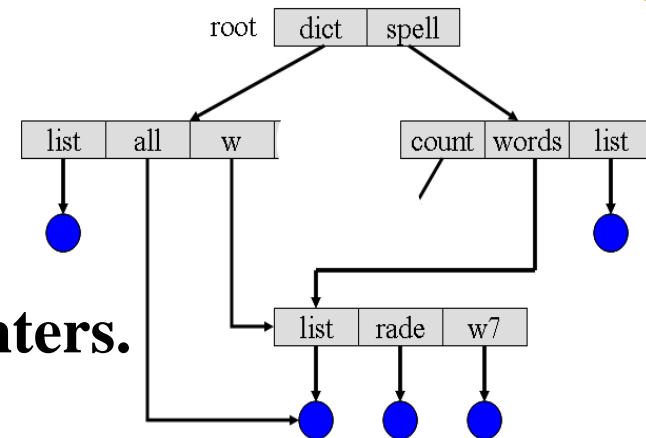 root dict spell
list all w count words list
nters.
list rade w7